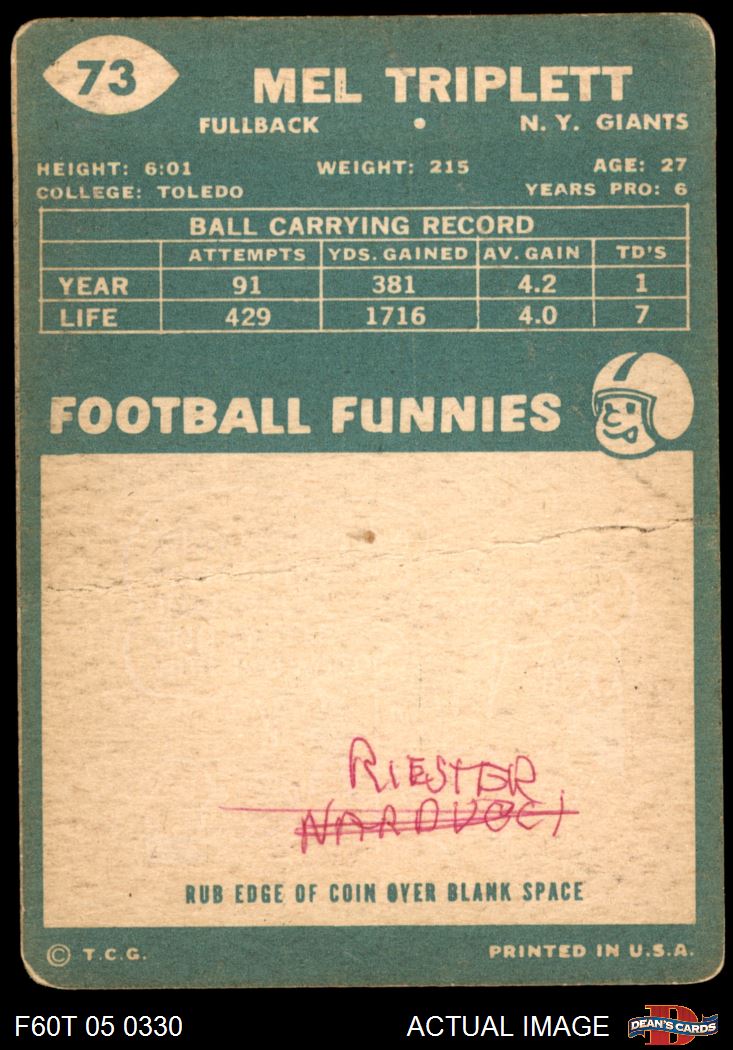 73
MEL TRIPLETT
FULLBACK • N. Y. GIANTS
HEIGHT: 6:01 WEIGHT: 215 AGE: 27
COLLEGE: TOLEDO YEARS PRO: 6
BALL CARRYING RECORD
ATTEMPTS YDS. GAINED AV. GAIN TD'S
YEAR 91 381 4.2 1
LIFE 429 1716 4.0 7
FOOTBALL FUNNIES
RIESTER
RUB EDGE OF COIN OVER BLANK SPACE
© T.C.G. PRINTED IN U.S.A.
F60T 05 0330 ACTUAL IMAGE DEAN'S CARDS